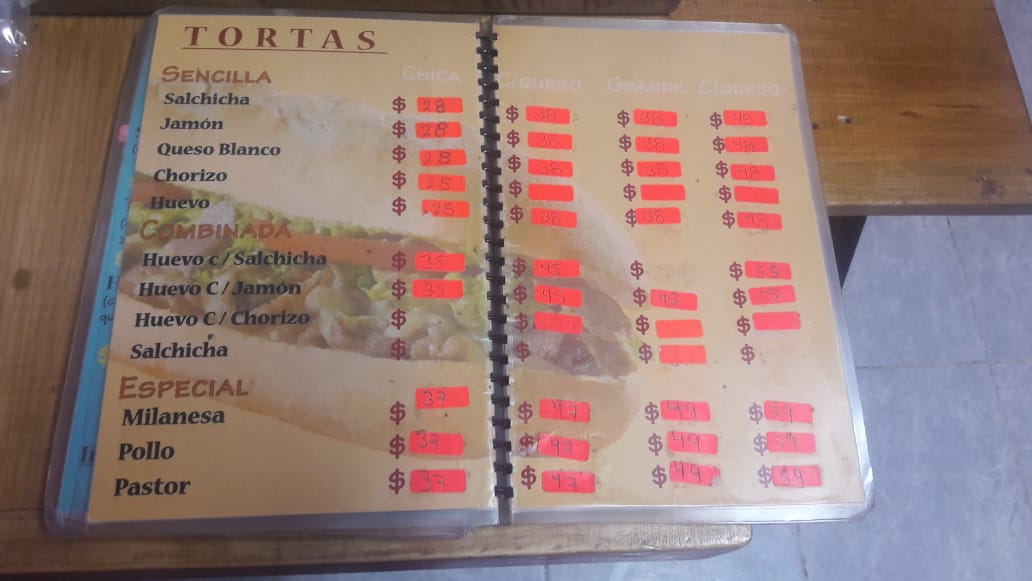 TORTAS
SENCILLA CHICA C/QUESO GRANDE C/QUESO
Salchicha $ 28 $ 38 $ 38 $ 48
Jamón $ 28 $ 38 $ 38 $ 48
Queso Blanco $ 28 $ 38 $ 38 $ 48
Chorizo $ 28 $ $ $
Huevo $ 25 $ 38 $ 38 $ 48
COMBINADA
Huevo c/Salchicha $ 35 $ 45 $ $ 55
Huevo C/Jamón $ 35 $ 45 $ 45 $
Huevo C/Chorizo $ $ $ $
Salchicha $ $ $ $
ESPECIAL
Milanesa $ 37 $ 47 $ 49 $ 59
Pollo $ 37 $ 47 $ 49 $ 59
Pastor $ 37 $ 47 $ 49 $ 59